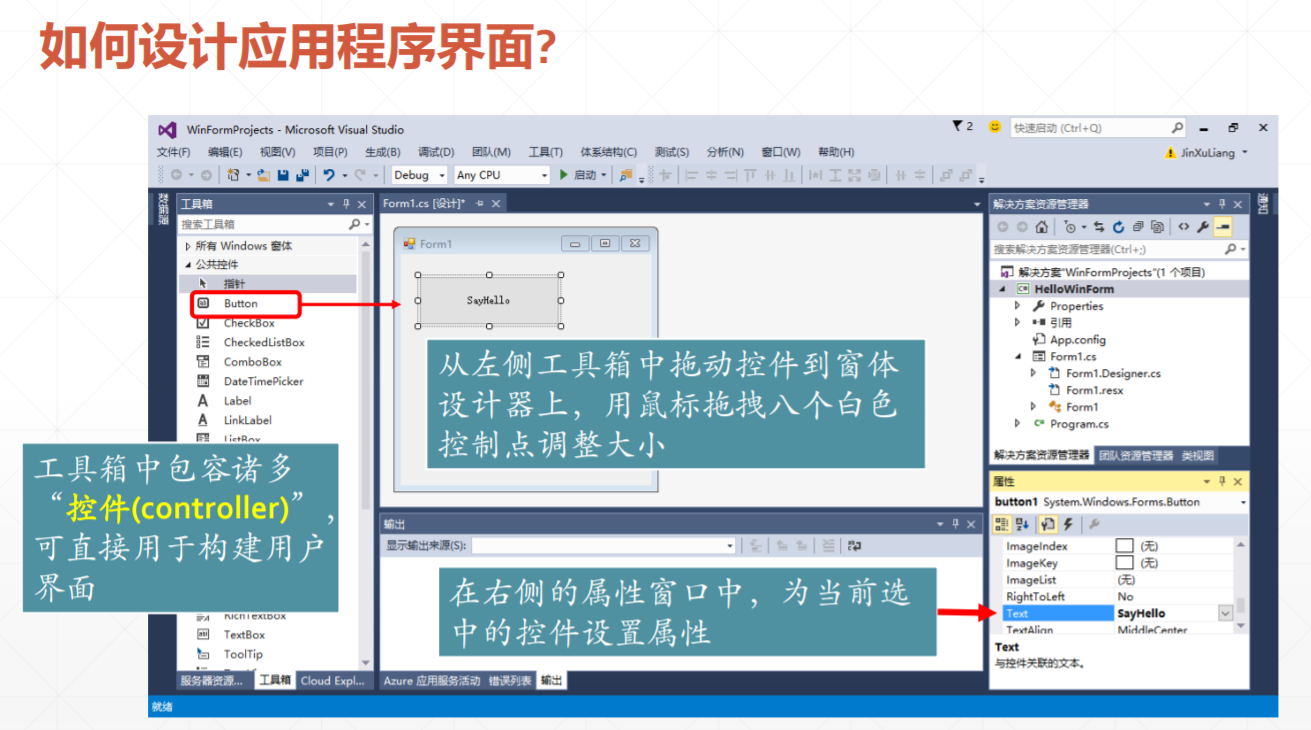 如何设计应用程序界面?
WinFormProjects - Microsoft Visual Studio
2
快速启动 (Ctrl+Q)
文件(F) 编辑(E) 视图(V) 项目(P) 生成(B) 调试(D) 团队(M) 工具(T) 体系结构(C) 测试(S) 分析(N) 窗口(W) 帮助(H)
JinXuLiang
Debug
Any CPU
启动
数据源
工具箱
搜索工具箱
所有 Windows 窗体
公共控件
指针
Button
CheckBox
CheckedListBox
ComboBox
DateTimePicker
Label
LinkLabel
ListBox
工具箱中包容诸多
“控件(controller)”,
可直接用于构建用户
界面
RichTextBox
TextBox
ToolTip
服务器资源... 工具箱 Cloud Expl...
Form1.cs [设计]*
Form1
SayHello
从左侧工具箱中拖动控件到窗体
设计器上，用鼠标拖拽八个白色
控制点调整大小
输出
显示输出来源(S):
在右侧的属性窗口中，为当前选
中的控件设置属性
Azure 应用服务活动 错误列表 输出
解决方案资源管理器
搜索解决方案资源管理器(Ctrl+;)
解决方案"WinFormProjects"(1 个项目)
HelloWinForm
Properties
引用
App.config
Form1.cs
Form1.Designer.cs
Form1.resx
Form1
Program.cs
解决方案资源管理器 团队资源管理器 类视图
属性
button1 System.Windows.Forms.Button
ImageIndex (无)
ImageKey (无)
ImageList (无)
RightToLeft No
Text SayHello
TextAlign MiddleCenter
Text
与控件关联的文本。
通知
就绪